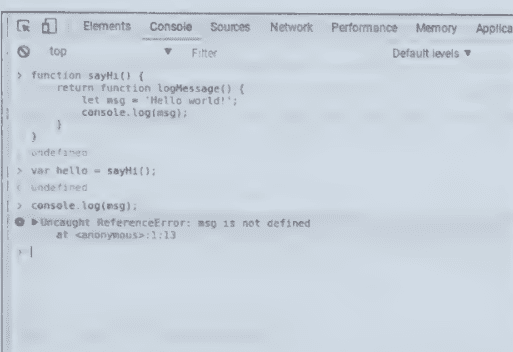 Elements Console Sources Network Performance Memory Applica
top ▼ Filter Default levels ▼
> function sayHi() {
return function logMessage() {
let msg = 'Hello world!';
console.log(msg);
}
}
< undefined
> var hello = sayHi();
< undefined
> console.log(msg);
▶Uncaught ReferenceError: msg is not defined
at <anonymous>:1:13
>